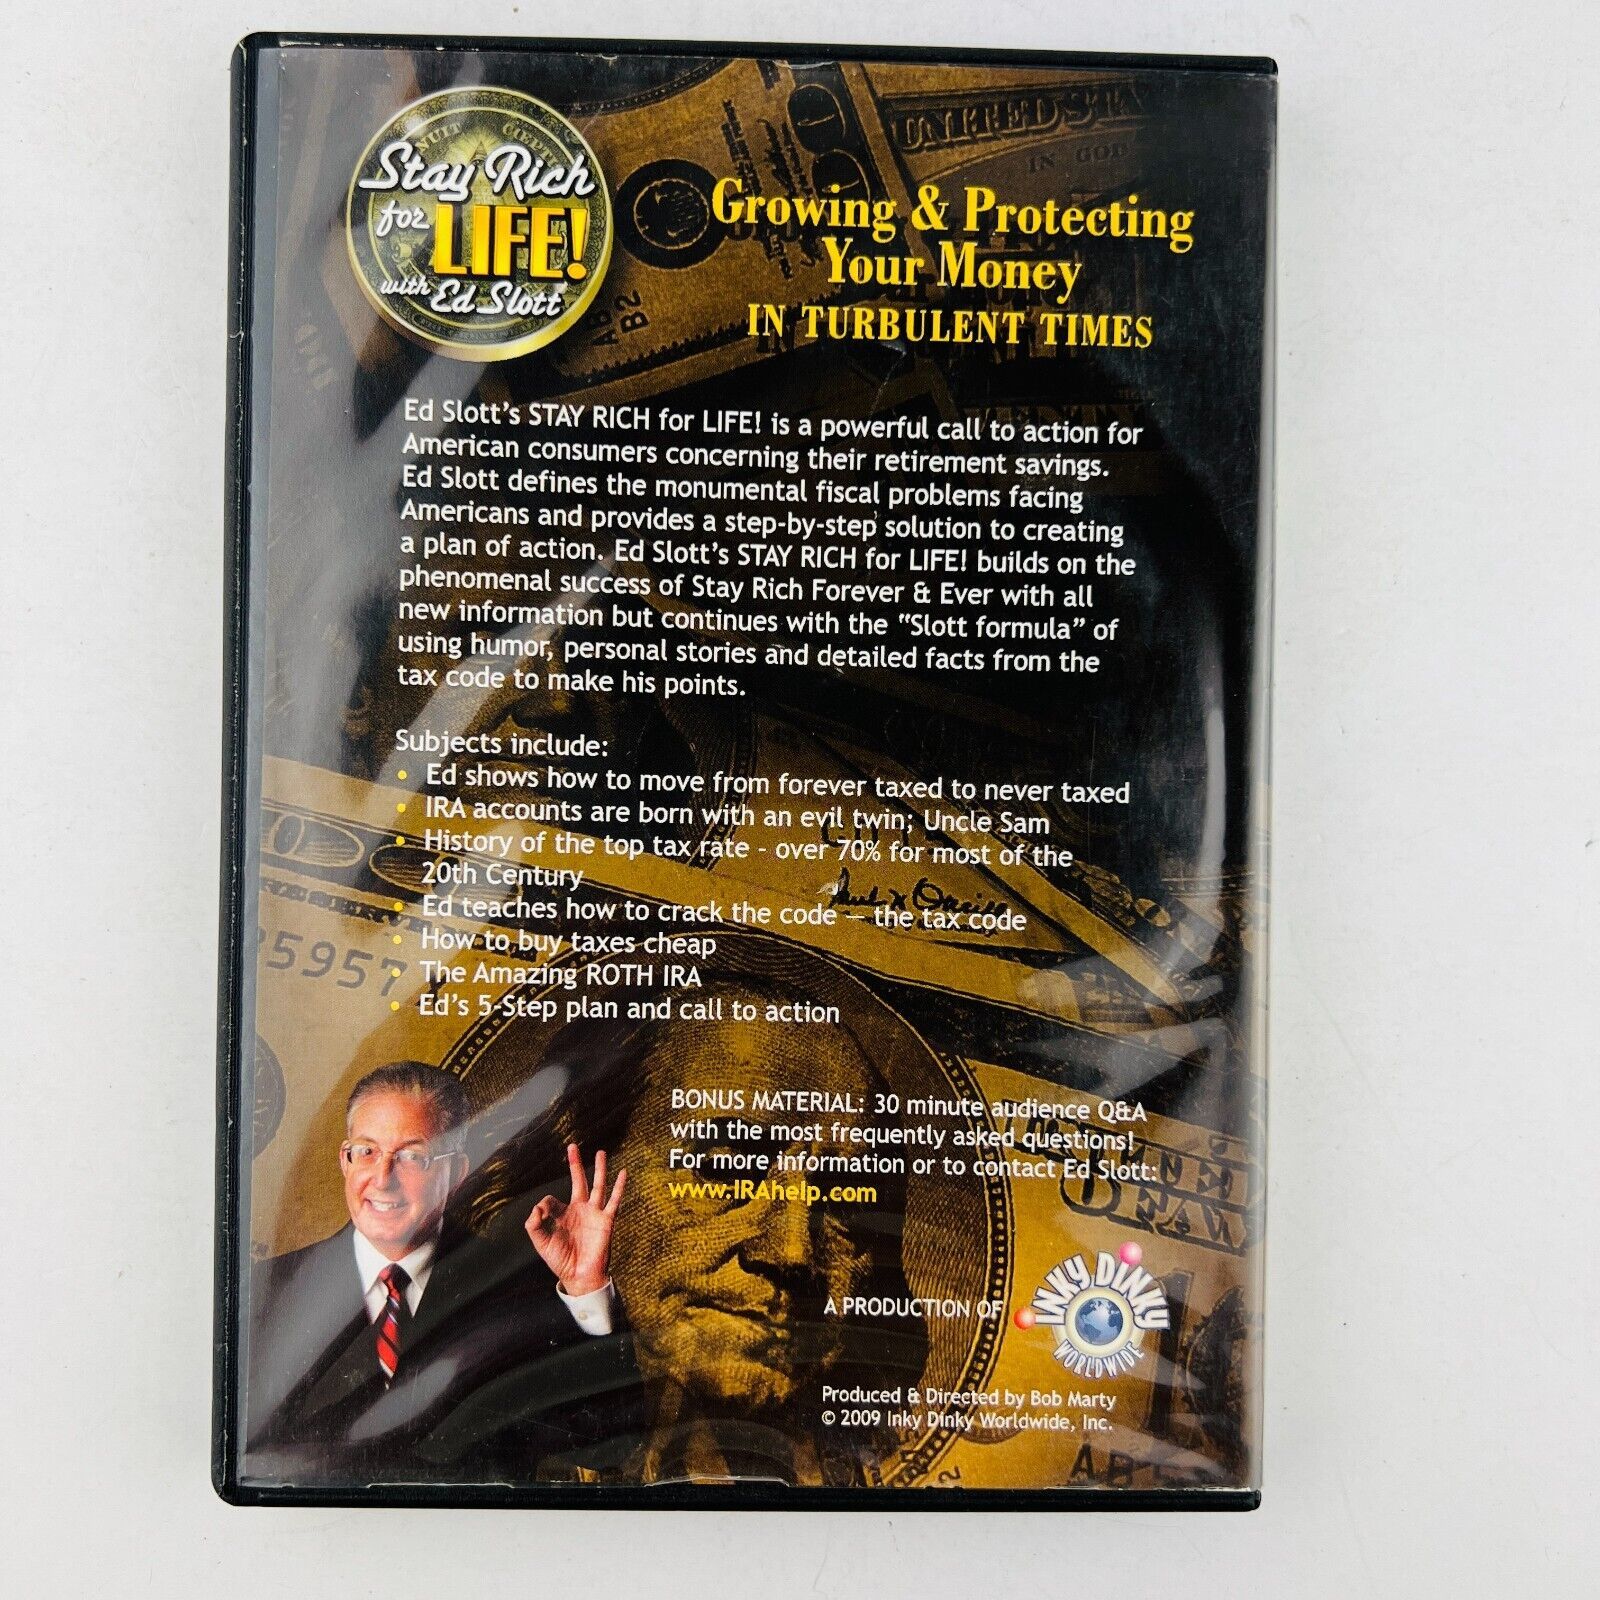 Stay Rich
for LIFE!
with Ed Slott
Growing & Protecting
Your Money
IN TURBULENT TIMES
Ed Slott's STAY RICH for LIFE! is a powerful call to action for
American consumers concerning their retirement savings.
Ed Slott defines the monumental fiscal problems facing
Americans and provides a step-by-step solution to creating
a plan of action. Ed Slott's STAY RICH for LIFE! builds on the
phenomenal success of Stay Rich Forever & Ever with all
new information but continues with the "Slott formula" of
using humor, personal stories and detailed facts from the
tax code to make his points.
Subjects include:
• Ed shows how to move from forever taxed to never taxed
• IRA accounts are born with an evil twin; Uncle Sam
• History of the top tax rate - over 70% for most of the
20th Century
• Ed teaches how to crack the code – the tax code
• How to buy taxes cheap
• The Amazing ROTH IRA
• Ed's 5-Step plan and call to action
BONUS MATERIAL: 30 minute audience Q&A
with the most frequently asked questions!
For more information or to contact Ed Slott:
www.IRAhelp.com
A PRODUCTION OF
INKY DINKY
WORLDWIDE
Produced & Directed by Bob Marty
© 2009 Inky Dinky Worldwide, Inc.
UNITED STA
IN GOD
B2
5957